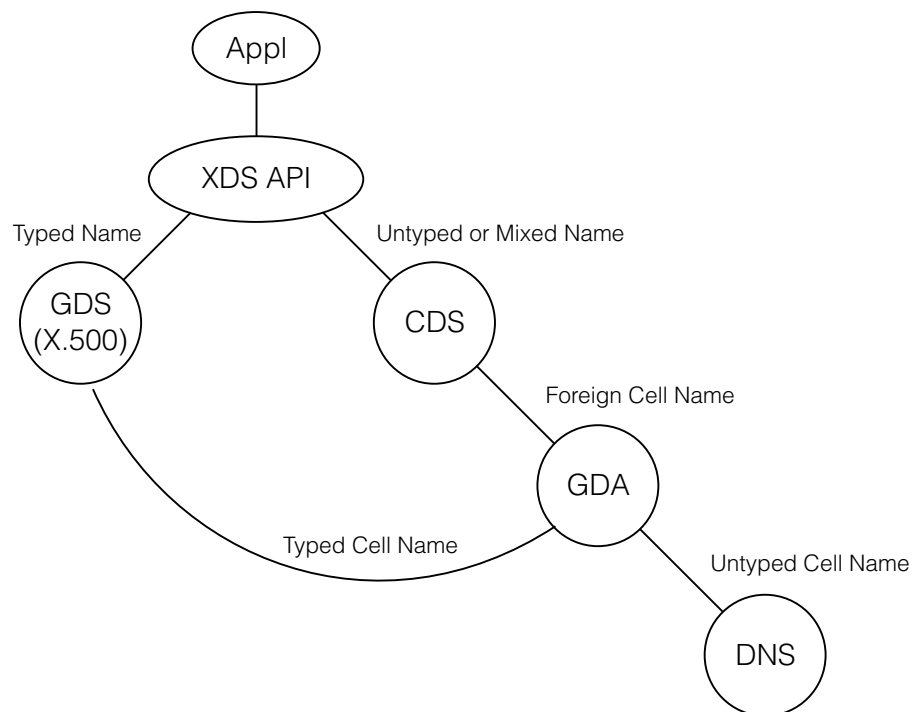 Appl
XDS API
Typed Name
Untyped or Mixed Name
GDS
(X.500)
CDS
Foreign Cell Name
GDA
Typed Cell Name
Untyped Cell Name
DNS